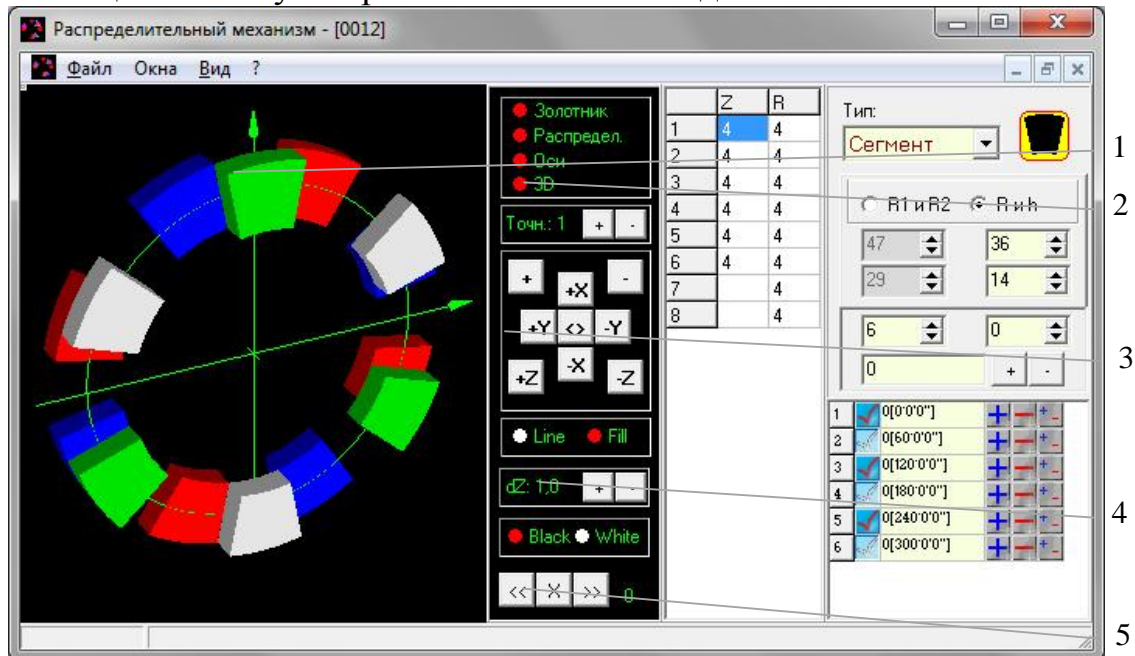 Распределительный механизм - [0012]
Файл Окна Вид ?
Золотник
Распредел.
Оси
3D
Точн.: 1 + -
+ +X -
+Y <> -Y
+Z -X -Z
Line Fill
dZ: 1,0 + -
Black White
<< X >> 0
Z R
1 4 4
2 4 4
3 4 4
4 4 4
5 4 4
6 4 4
7 4
8 4
Тип:
Сегмент
R1 и R2 R и h
47 36
29 14
6 0
0 + -
1 0[0'0'0"]
2 0[60'0'0"]
3 0[120'0'0"]
4 0[180'0'0"]
5 0[240'0'0"]
6 0[300'0'0"]
1
2
3
4
5